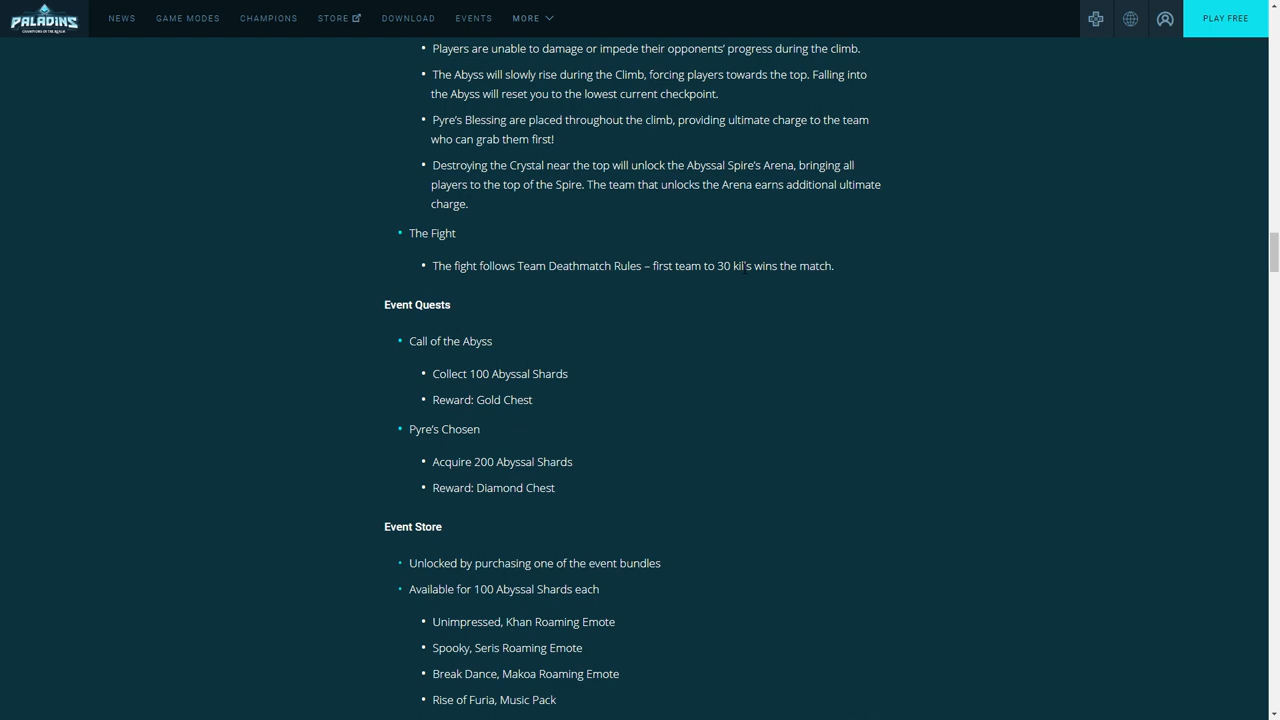 PALADINS
CHAMPIONS OF THE REALM
NEWS
GAME MODES
CHAMPIONS
STORE
DOWNLOAD
EVENTS
MORE
PLAY FREE
• Players are unable to damage or impede their opponents’ progress during the climb.
• The Abyss will slowly rise during the Climb, forcing players towards the top. Falling into
the Abyss will reset you to the lowest current checkpoint.
• Pyre’s Blessing are placed throughout the climb, providing ultimate charge to the team
who can grab them first!
• Destroying the Crystal near the top will unlock the Abyssal Spire’s Arena, bringing all
players to the top of the Spire. The team that unlocks the Arena earns additional ultimate
charge.
• The Fight
• The fight follows Team Deathmatch Rules – first team to 30 kills wins the match.
Event Quests
• Call of the Abyss
• Collect 100 Abyssal Shards
• Reward: Gold Chest
• Pyre’s Chosen
• Acquire 200 Abyssal Shards
• Reward: Diamond Chest
Event Store
• Unlocked by purchasing one of the event bundles
• Available for 100 Abyssal Shards each
• Unimpressed, Khan Roaming Emote
• Spooky, Seris Roaming Emote
• Break Dance, Makoa Roaming Emote
• Rise of Furia, Music Pack